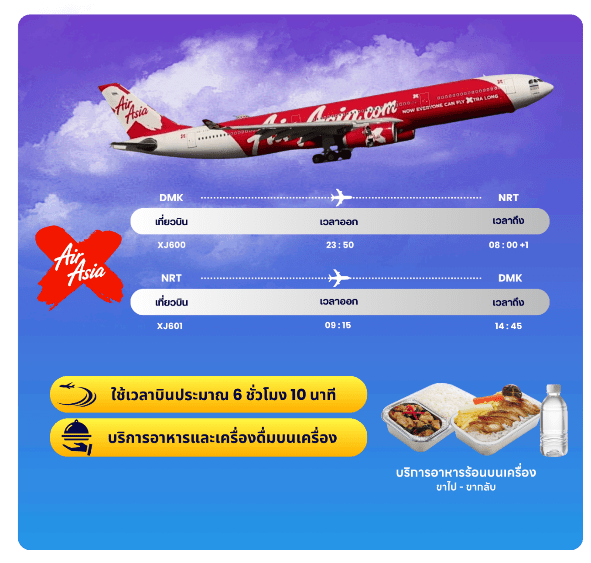 Air
Asia
Air Asia.com
NOW EVERYONE CAN FLY XTRA LONG
DMK NRT
เที่ยวบิน เวลาออก เวลาถึง
XJ600 23 : 50 08 : 00 +1
Air
Asia
X
NRT DMK
เที่ยวบิน เวลาออก เวลาถึง
XJ601 09 : 15 14 : 45
ใช้เวลาบินประมาณ 6 ชั่วโมง 10 นาที
บริการอาหารและเครื่องดื่มบนเครื่อง
บริการอาหารร้อนบนเครื่อง
ขาไป - ขากลับ